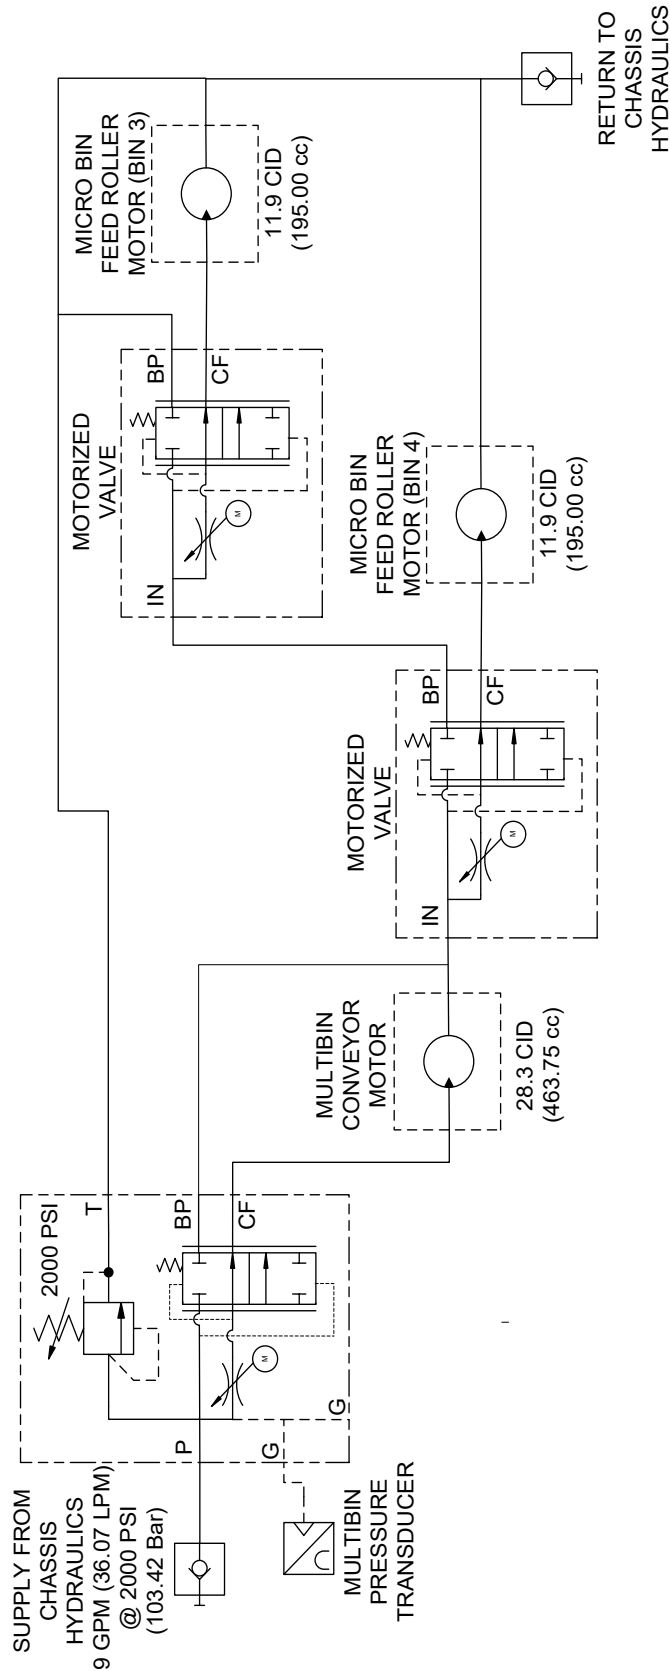 SUPPLY FROM
CHASSIS
HYDRAULICS
9 GPM (36.07 LPM)
@ 2000 PSI
(103.42 Bar)
P
G
G
MULTIBIN
PRESSURE
TRANSDUCER
2000 PSI
T
BP
CF
M
MULTIBIN
CONVEYOR
MOTOR
28.3 CID
(463.75 cc)
MOTORIZED
VALVE
IN
BP
CF
M
MICRO BIN
FEED ROLLER
MOTOR (BIN 4)
11.9 CID
(195.00 cc)
MOTORIZED
VALVE
IN
BP
CF
M
MICRO BIN
FEED ROLLER
MOTOR (BIN 3)
11.9 CID
(195.00 cc)
RETURN TO
CHASSIS
HYDRAULICS